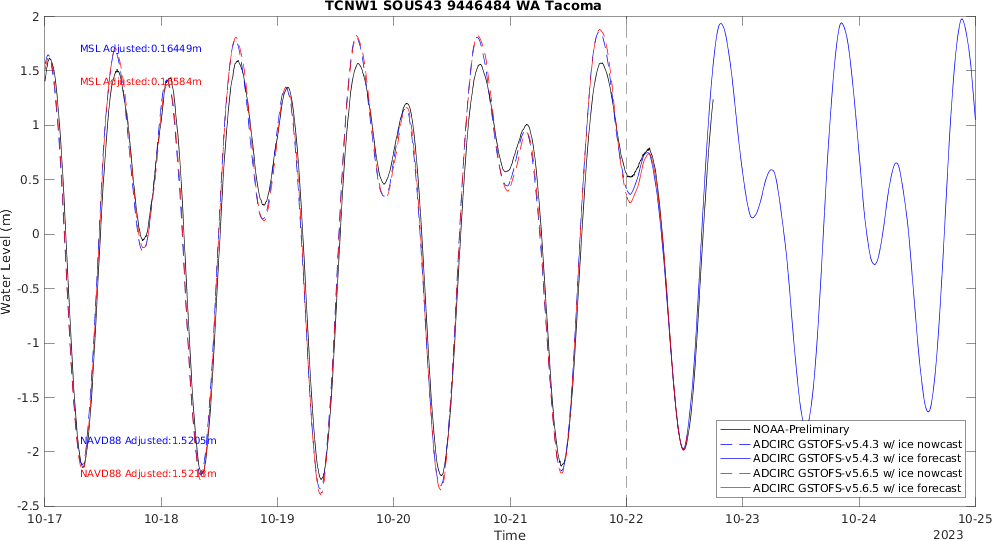 TCNW1 SOUS43 9446484 WA Tacoma
Water Level (m)
2
1.5
1
0.5
0
-0.5
-1
-1.5
-2
-2.5
MSL Adjusted:0.16449m
MSL Adjusted:
NAVD88 Adjusted:1.5205m
NAVD88 Adjusted:
NOAA-Preliminary
ADCIRC GSTOFS-v5.4.3 w/ ice nowcast
ADCIRC GSTOFS-v5.4.3 w/ ice forecast
ADCIRC GSTOFS-v5.6.5 w/ ice nowcast
ADCIRC GSTOFS-v5.6.5 w/ ice forecast
10-17 10-18 10-19 10-20 10-21 10-22 10-23 10-24 10-25
Time
2023